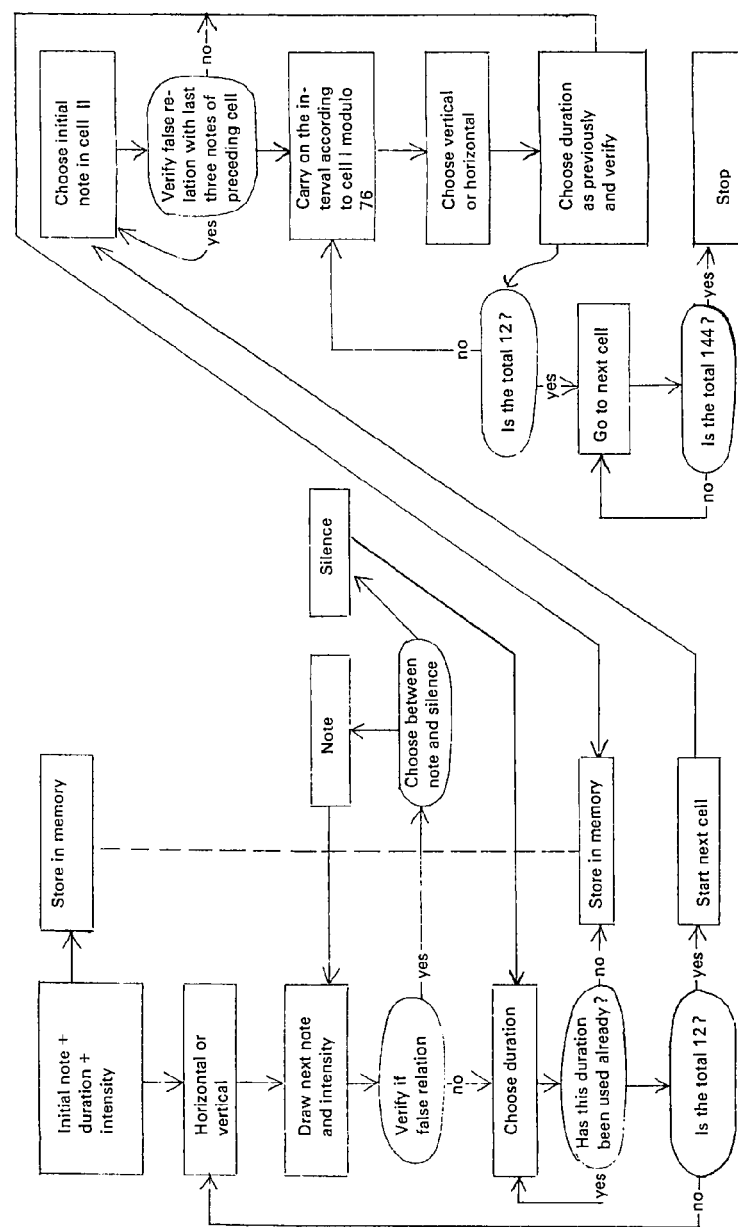 Initial note +
duration +
intensity
Store in memory
Horizontal or
vertical
Draw next note
and intensity
Note
Silence
Verify if
false relation
yes
Choose between
note and silence
no
Choose duration
Has this duration
been used already?
yes
no
Store in memory
Is the total 12?
no
yes
Start next cell
Choose initial
note in cell II
Verify false re-
lation with last
three notes of
preceding cell
yes
no
Carry on the in-
terval according
to cell i modulo
76
Choose vertical
or horizontal
Choose duration
as previously
and verify
no
Is the total 12?
yes
Go to next cell
Is the total 144?
no
yes
Stop